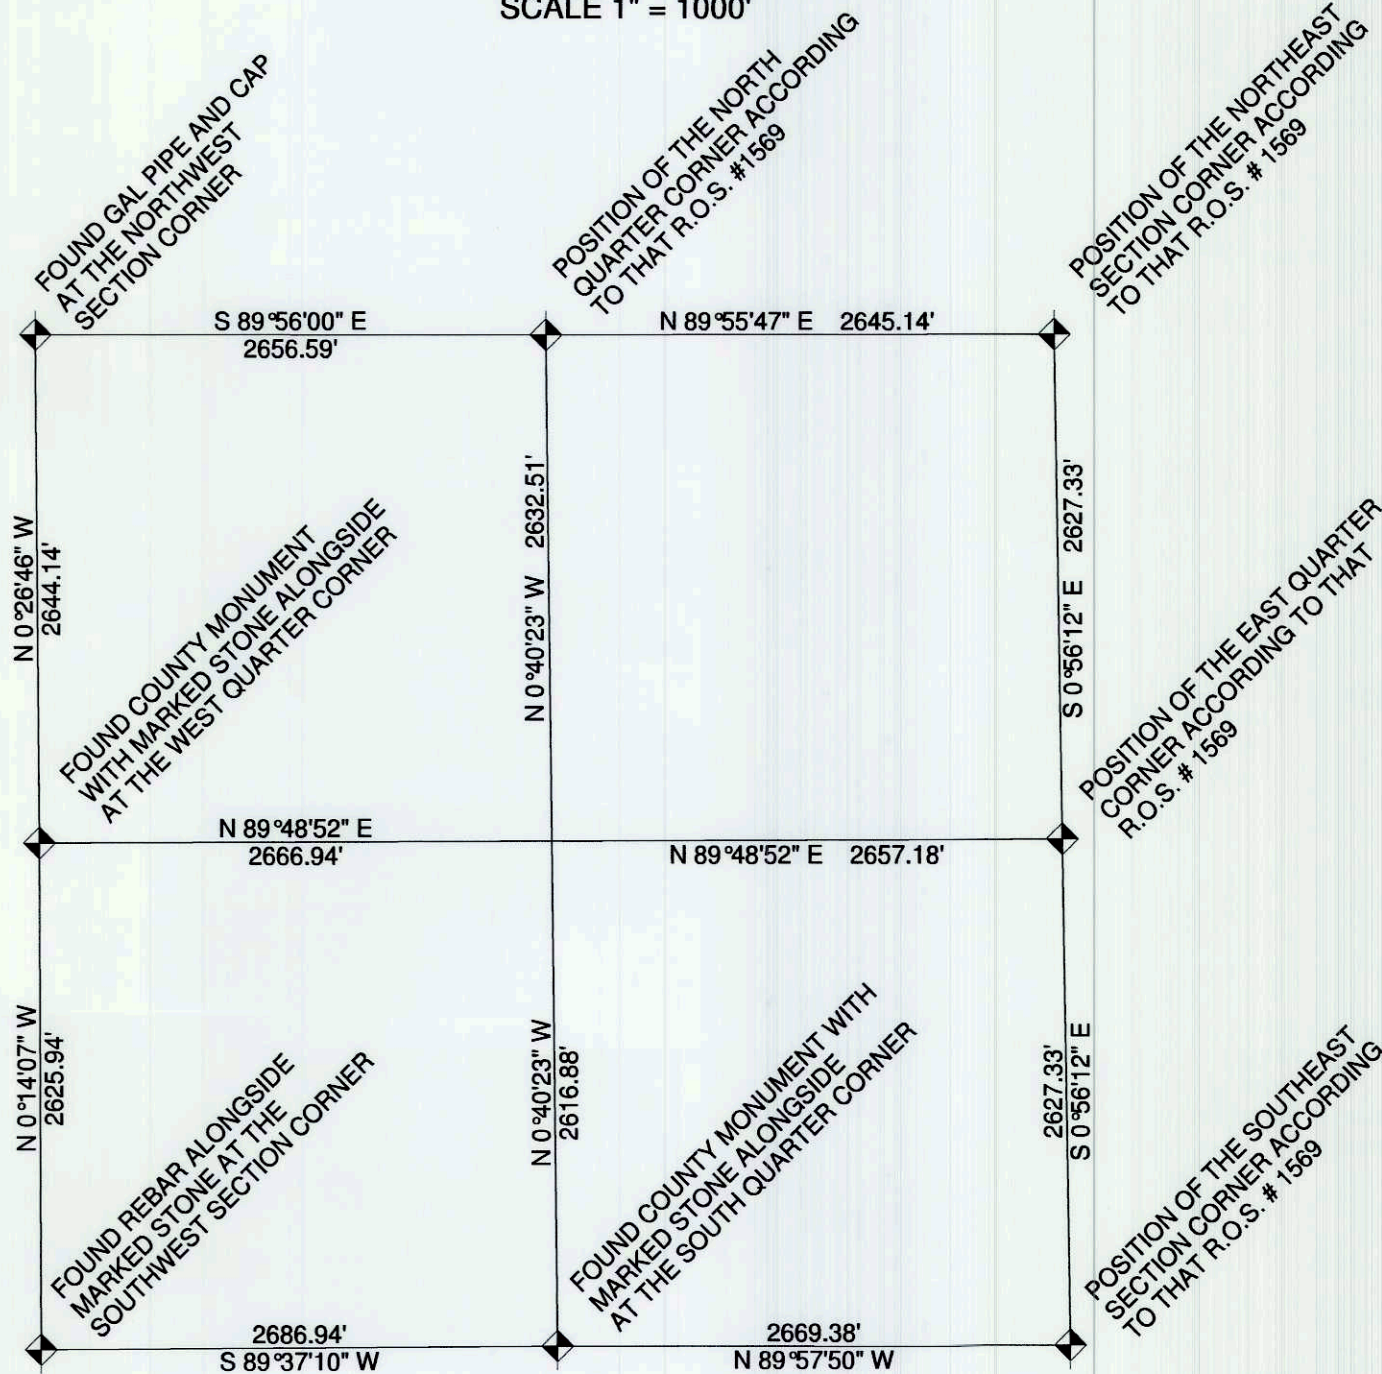 SCALE 1" = 1000'
FOUND GAL PIPE AND CAP
AT THE NORTHWEST
SECTION CORNER
POSITION OF THE NORTH
QUARTER CORNER ACCORDING
TO THAT R.O.S. #1569
POSITION OF THE NORTHEAST
SECTION CORNER ACCORDING
TO THAT R.O.S. # 1569
S 89°56'00" E
2656.59'
N 89°55'47" E 2645.14'
N 0°26'46" W
2644.14'
N 0°40'23" W 2632.51'
S 0°56'12" E 2627.33'
FOUND COUNTY MONUMENT
WITH MARKED STONE ALONGSIDE
AT THE WEST QUARTER CORNER
POSITION OF THE EAST QUARTER
CORNER ACCORDING TO THAT
R.O.S. # 1569
N 89°48'52" E
2666.94'
N 89°48'52" E 2657.18'
N 0°14'07" W
2625.94'
N 0°40'23" W
2616.88'
2627.33'
S 0°56'12" E
FOUND REBAR ALONGSIDE
MARKED STONE AT THE
SOUTHWEST SECTION CORNER
FOUND COUNTY MONUMENT WITH
MARKED STONE ALONGSIDE
AT THE SOUTH QUARTER CORNER
POSITION OF THE SOUTHEAST
SECTION CORNER ACCORDING
TO THAT R.O.S. # 1569
2686.94'
S 89°37'10" W
2669.38'
N 89°57'50" W